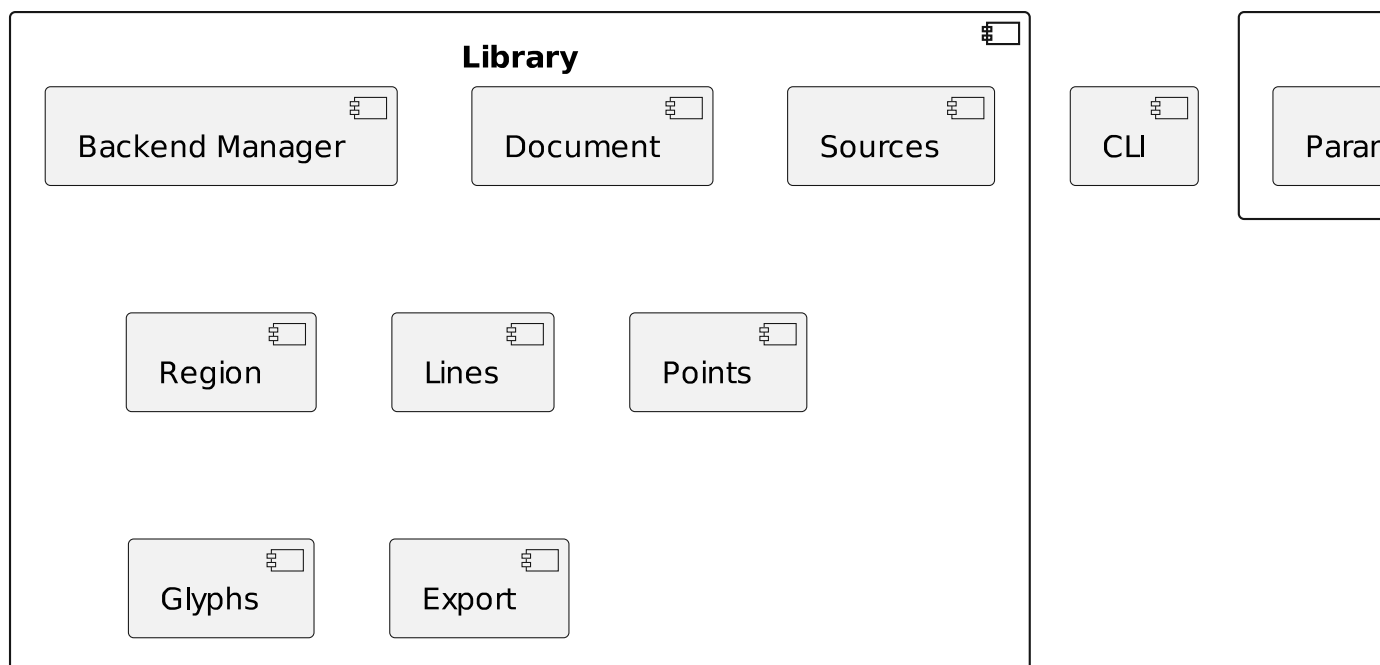 Library
Backend Manager
Document
Sources
CLI
Region
Lines
Points
Glyphs
Export